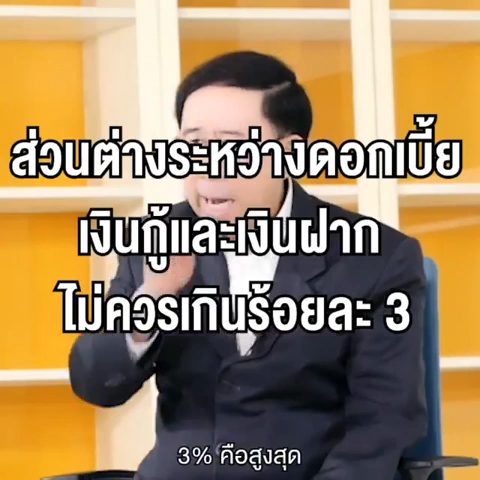 ส่วนต่างระหว่างดอกเบี้ย
เงินกู้และเงินฝาก
ไม่ควรเกินร้อยละ 3
3% คือสูงสุด